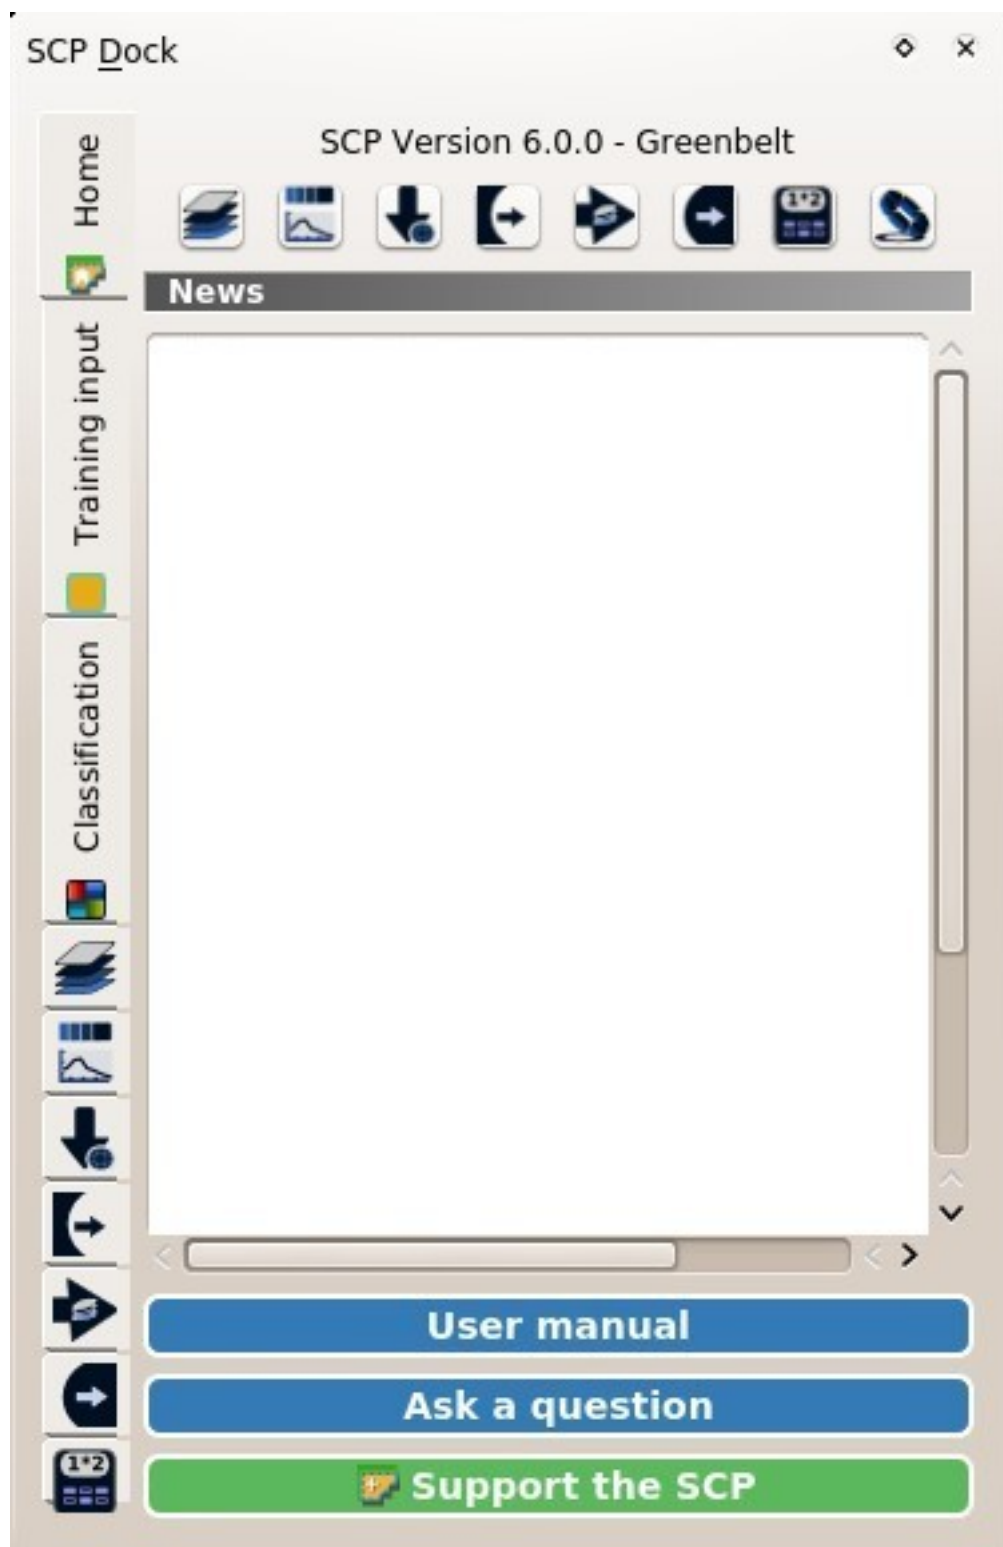 SCP Dock
Home
SCP Version 6.0.0 - Greenbelt
1*2
News
Training input
Classification
User manual
Ask a question
1*2
Support the SCP